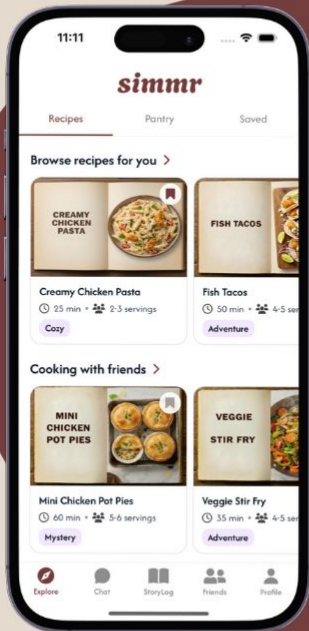 11:11
simmr
Recipes Pantry Saved
Browse recipes for you >
CREAMY
CHICKEN
PASTA
FISH TACOS
Creamy Chicken Pasta
25 min • 2-3 servings
Cozy
Fish Tacos
50 min • 4-5 ser
Adventure
Cooking with friends >
MINI
CHICKEN
POT PIES
VEGGIE
STIR FRY
Mini Chicken Pot Pies
60 min • 5-6 servings
Mystery
Veggie Stir Fry
35 min • 4-5 ser
Adventure
Explore Chat StoryLog Friends Profile